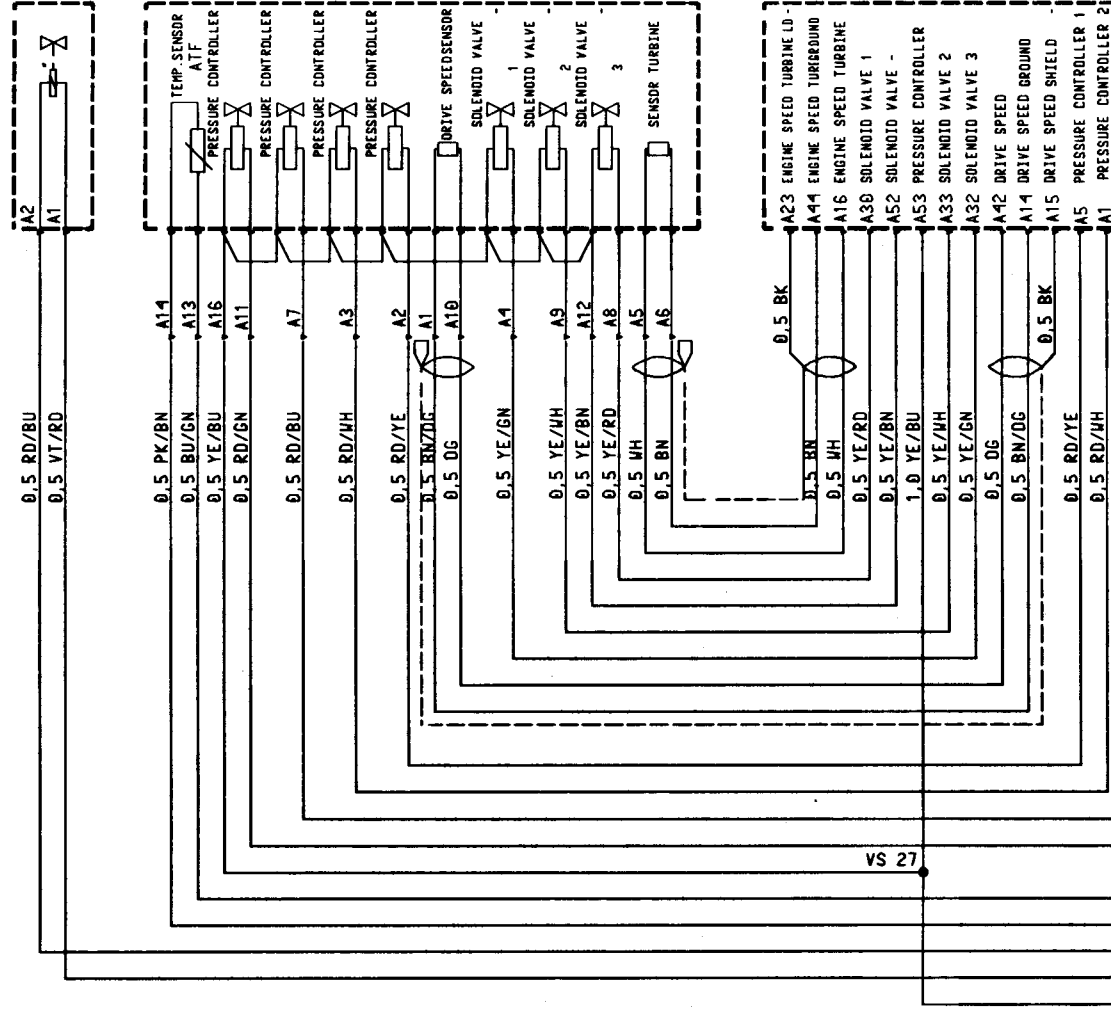 A2
A1
TEMP. SENSOR
ATF
PRESSURE CONTROLLER
PRESSURE CONTROLLER
PRESSURE CONTROLLER
PRESSURE CONTROLLER
DRIVE SPEEDSENSOR
SOLENOID VALVE -
1
SOLENOID VALVE -
2
SOLENOID VALVE -
3
SENSOR TURBINE
A23 ENGINE SPEED TURBINE LD -
A44 ENGINE SPEED TURIGROUND
A16 ENGINE SPEED TURBINE
A30 SOLENOID VALVE 1
A52 SOLENOID VALVE -
A53 PRESSURE CONTROLLER
A33 SOLENOID VALVE 2
A32 SOLENOID VALVE 3
A42 DRIVE SPEED
A14 DRIVE SPEED GROUND
A15 DRIVE SPEED SHIELD -
A5 PRESSURE CONTROLLER 1
A1 PRESSURE CONTROLLER 2
A14
A13
A16
A11
A7
A3
A2
A1
A10
A4
A9
A12
A8
A5
A6
0,5 BK
0,5 BK
0,5 RD/BU
0,5 VT/RD
0,5 PK/BN
0,5 BU/GN
0,5 YE/BU
0,5 RD/GN
0,5 RD/BU
0,5 RD/WH
0,5 RD/YE
0,5 BN/OG
0,5 OG
0,5 YE/GN
0,5 YE/WH
0,5 YE/BN
0,5 YE/RD
0,5 WH
0,5 BN
0,5 BN
0,5 WH
0,5 YE/RD
0,5 YE/BN
1,0 YE/BU
0,5 YE/WH
0,5 YE/GN
0,5 OG
0,5 BN/OG
0,5 RD/YE
0,5 RD/WH
VS 27